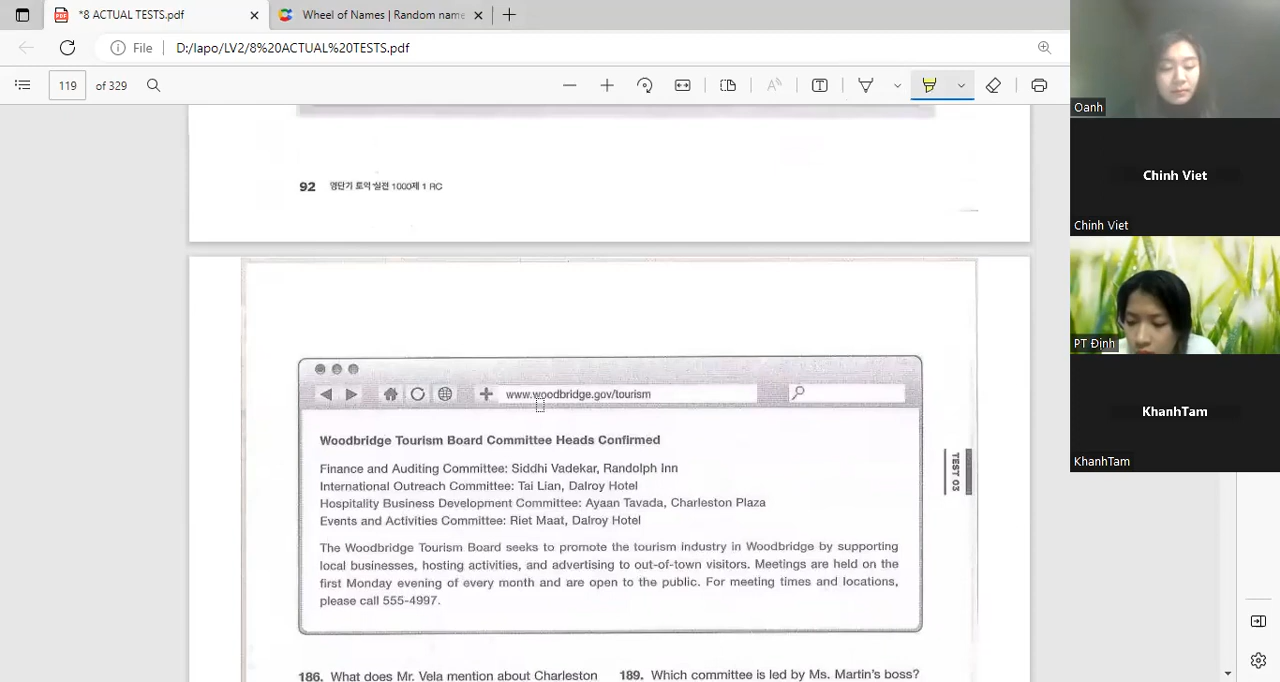 *8 ACTUAL TESTS.pdf
Wheel of Names | Random name
File
D:/lapo/LV2/8%20ACTUAL%20TESTS.pdf
119 of 329
92 영단기 토익 실전 1000제 1 RC
www.woodbridge.gov/tourism
Woodbridge Tourism Board Committee Heads Confirmed
Finance and Auditing Committee: Siddhi Vadekar, Randolph Inn
International Outreach Committee: Tai Lian, Dalroy Hotel
Hospitality Business Development Committee: Ayaan Tavada, Charleston Plaza
Events and Activities Committee: Riet Maat, Dalroy Hotel
The Woodbridge Tourism Board seeks to promote the tourism industry in Woodbridge by supporting
local businesses, hosting activities, and advertising to out-of-town visitors. Meetings are held on the
first Monday evening of every month and are open to the public. For meeting times and locations,
please call 555-4997.
TEST 03
186. What does Mr. Vela mention about Charleston
189. Which committee is led by Ms. Martin's boss?
Oanh
Chinh Viet
Chinh Viet
PT Định
KhanhTam
KhanhTam